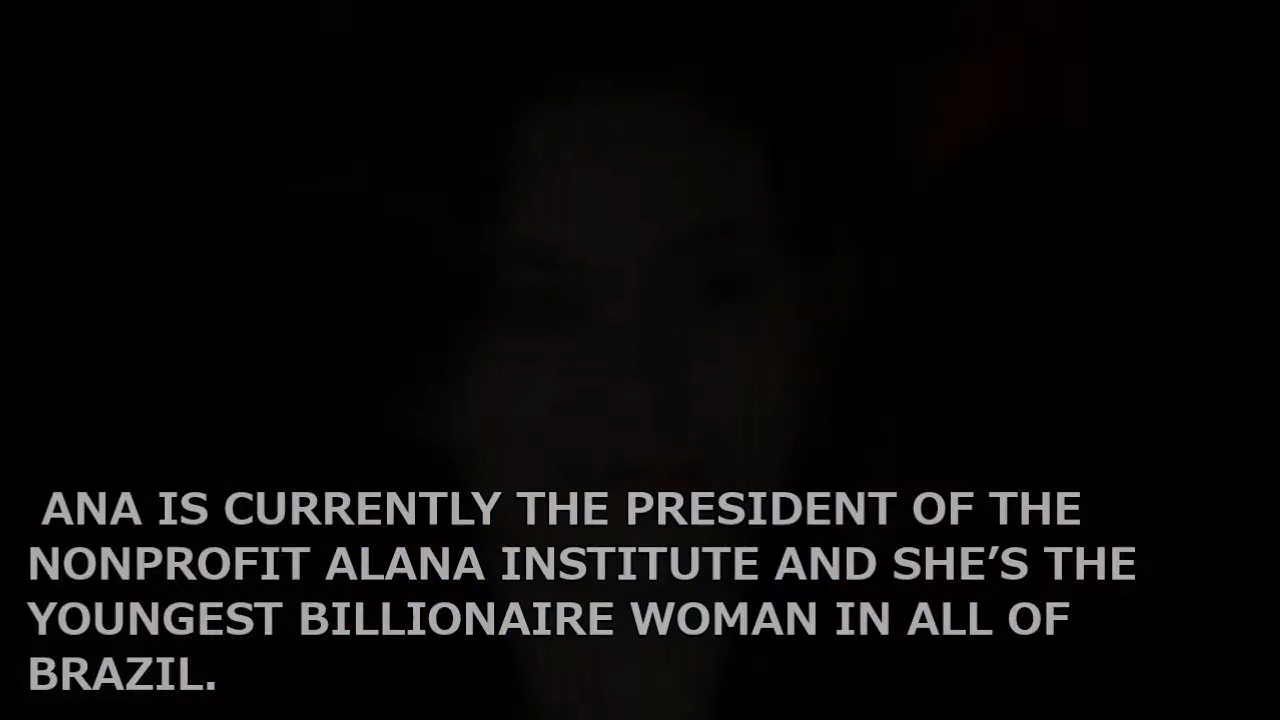 ANA IS CURRENTLY THE PRESIDENT OF THE
NONPROFIT ALANA INSTITUTE AND SHE’S THE
YOUNGEST BILLIONAIRE WOMAN IN ALL OF
BRAZIL.